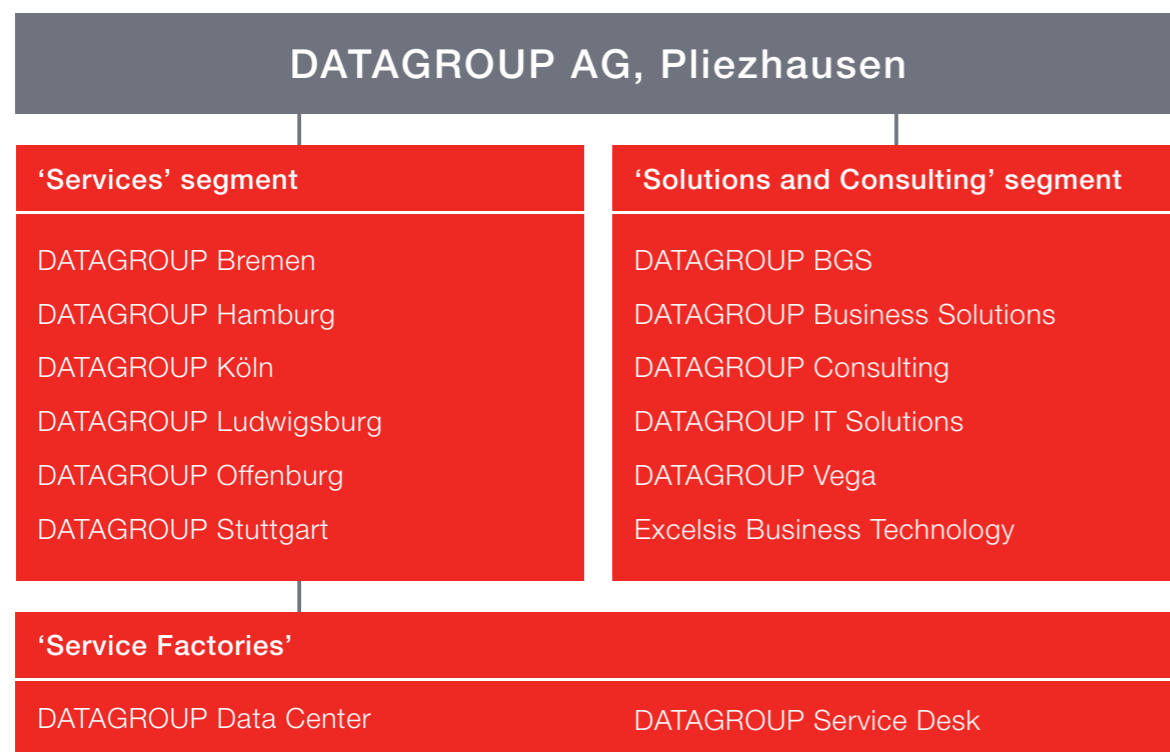 DATAGROUP AG, Pliezhausen
‘Services’ segment
DATAGROUP Bremen
DATAGROUP Hamburg
DATAGROUP Köln
DATAGROUP Ludwigsburg
DATAGROUP Offenburg
DATAGROUP Stuttgart
‘Solutions and Consulting’ segment
DATAGROUP BGS
DATAGROUP Business Solutions
DATAGROUP Consulting
DATAGROUP IT Solutions
DATAGROUP Vega
Excelsis Business Technology
‘Service Factories’
DATAGROUP Data Center
DATAGROUP Service Desk